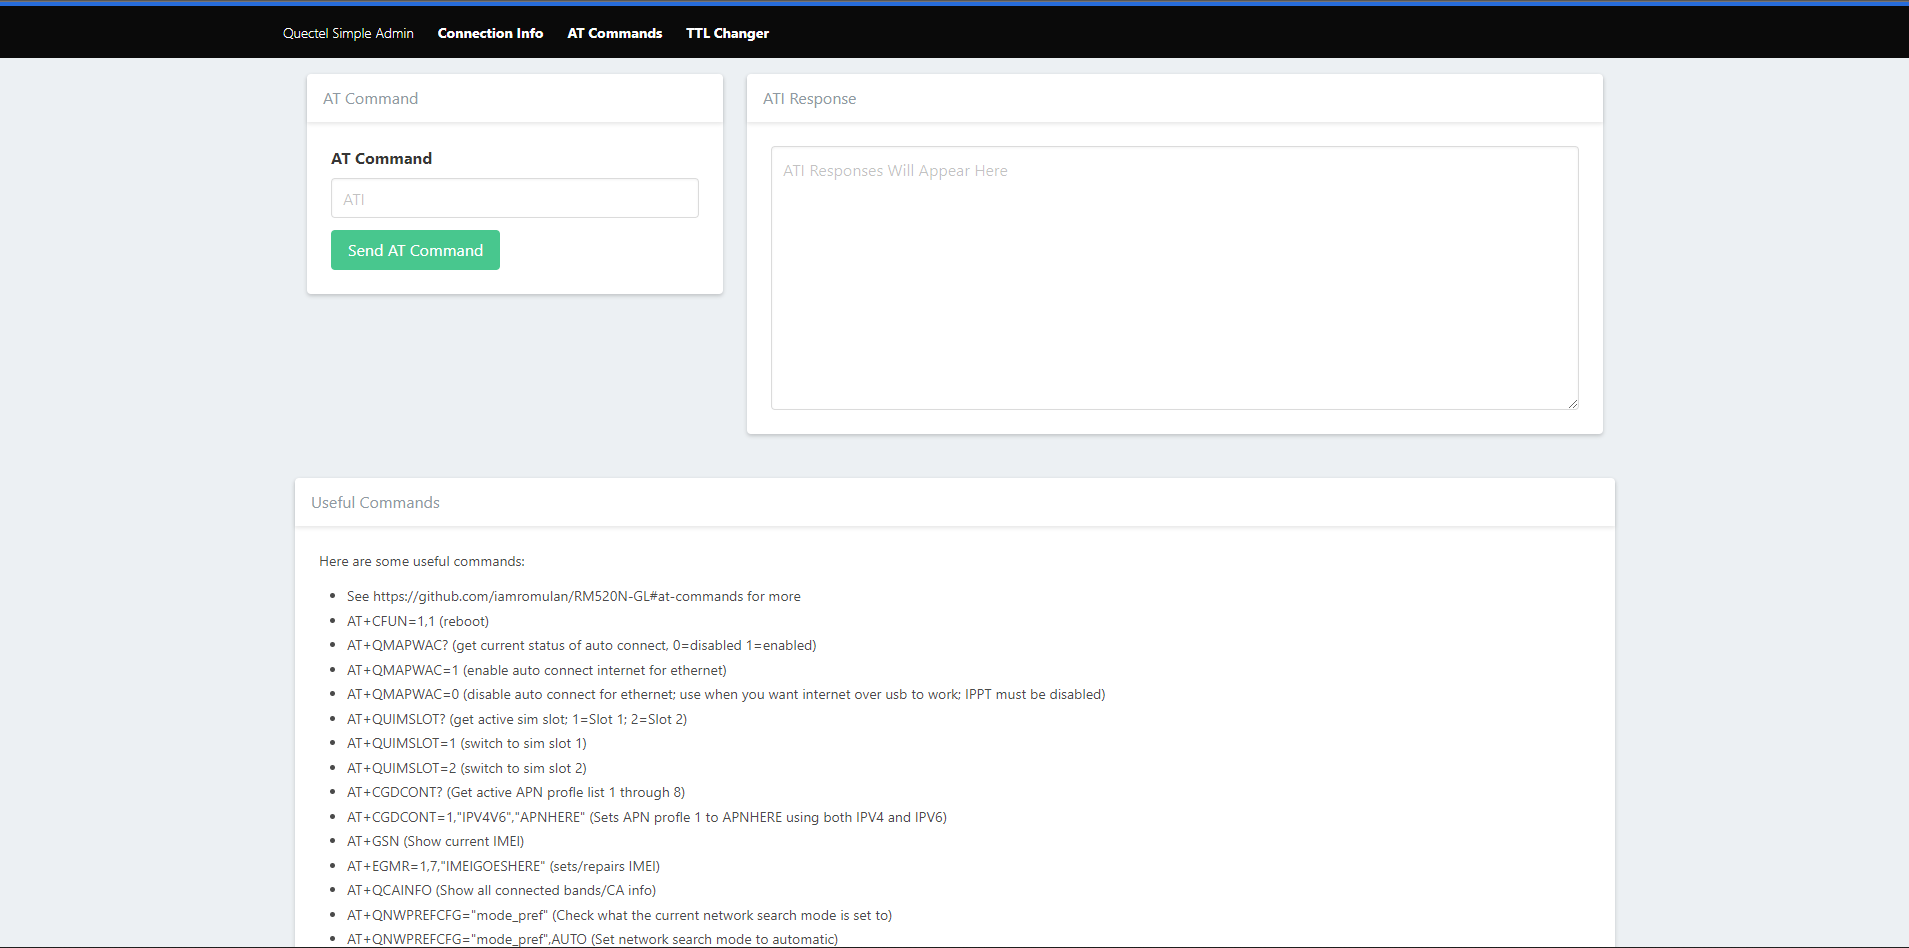 Quectel Simple Admin Connection Info AT Commands TTL Changer
AT Command
AT Command
ATI
Send AT Command
ATI Response
ATI Responses Will Appear Here
Useful Commands
Here are some useful commands:
See https://github.com/iamromulan/RM520N-GL#at-commands for more
AT+CFUN=1,1 (reboot)
AT+QMAPWAC? (get current status of auto connect, 0=disabled 1=enabled)
AT+QMAPWAC=1 (enable auto connect internet for ethernet)
AT+QMAPWAC=0 (disable auto connect for ethernet; use when you want internet over usb to work; IPPT must be disabled)
AT+QUIMSLOT? (get active sim slot; 1=Slot 1; 2=Slot 2)
AT+QUIMSLOT=1 (switch to sim slot 1)
AT+QUIMSLOT=2 (switch to sim slot 2)
AT+CGDCONT? (Get active APN profle list 1 through 8)
AT+CGDCONT=1,"IPV4V6","APNHERE" (Sets APN profle 1 to APNHERE using both IPV4 and IPV6)
AT+GSN (Show current IMEI)
AT+EGMR=1,7,"IMEIGOESHERE" (sets/repairs IMEI)
AT+QCAINFO (Show all connected bands/CA info)
AT+QNWPREFCFG="mode_pref" (Check what the current network search mode is set to)
AT+QNWPREFCFG="mode_pref",AUTO (Set network search mode to automatic)